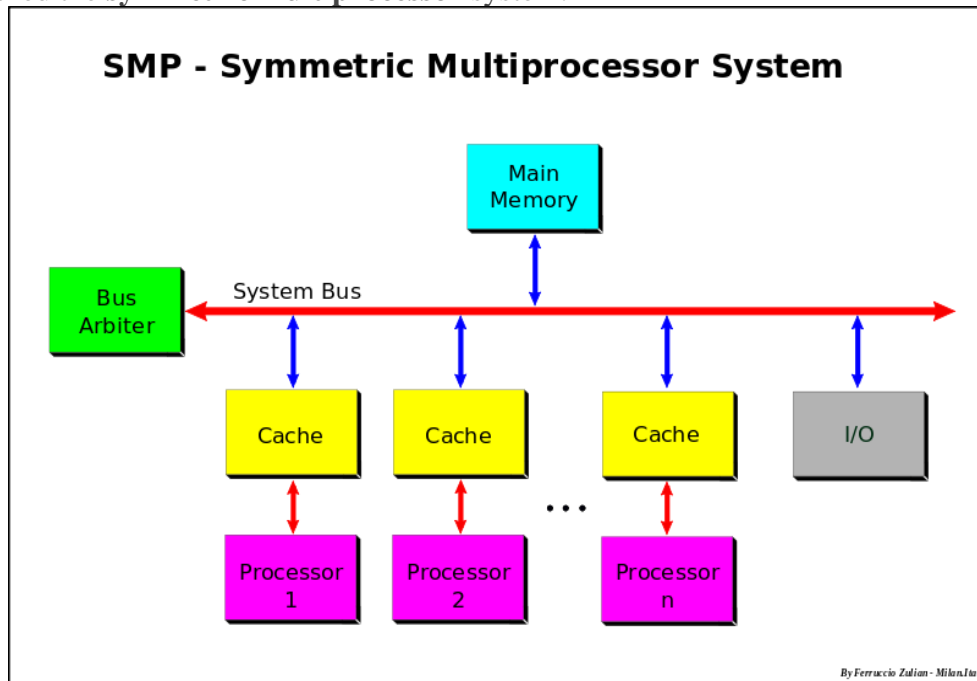 SMP - Symmetric Multiprocessor System
Main
Memory
System Bus
Bus
Arbiter
Cache
Cache
Cache
I/O
...
Processor
1
Processor
2
Processor
n
By Ferruccio Zulian - Milan.Ita